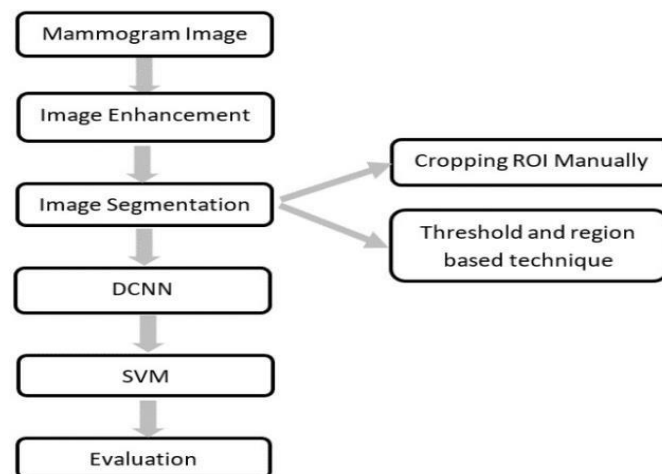 Mammogram Image
Image Enhancement
Image Segmentation
Cropping ROI Manually
Threshold and region
based technique
DCNN
SVM
Evaluation